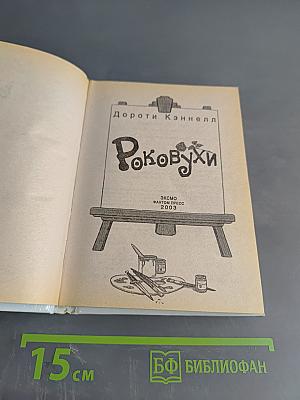 Дороти Кэннелл
Роковухи
ЭКСМО
ФАНТОМ ПРЕСС
2003
15 см
БФ БИБЛИОФАН